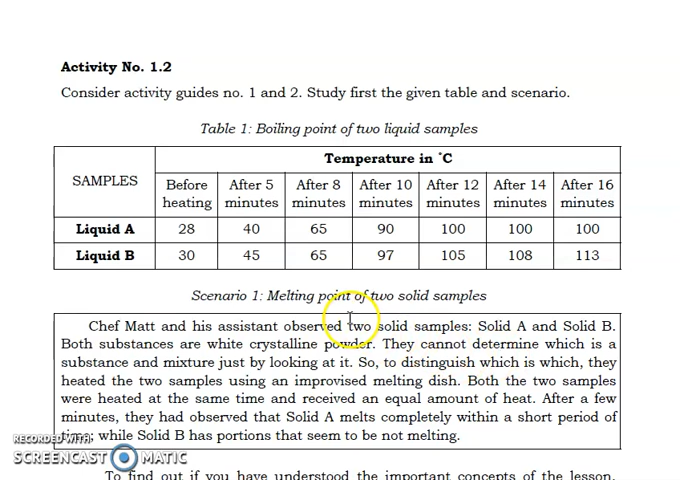 Activity No. 1.2
Consider activity guides no. 1 and 2. Study first the given table and scenario.
Table 1: Boiling point of two liquid samples
SAMPLES
Temperature in ˚C
Before heating
After 5 minutes
After 8 minutes
After 10 minutes
After 12 minutes
After 14 minutes
After 16 minutes
Liquid A 28 40 65 90 100 100 100
Liquid B 30 45 65 97 105 108 113
Scenario 1: Melting point of two solid samples
Chef Matt and his assistant observed two solid samples: Solid A and Solid B.
Both substances are white crystalline powder. They cannot determine which is a
substance and mixture just by looking at it. So, to distinguish which is which, they
heated the two samples using an improvised melting dish. Both the two samples
were heated at the same time and received an equal amount of heat. After a few
minutes, they had observed that Solid A melts completely within a short period of
time; while Solid B has portions that seem to be not melting.
RECORDED WITH
SCREENCAST MATIC
To find out if you have understood the important concepts of the lesson,